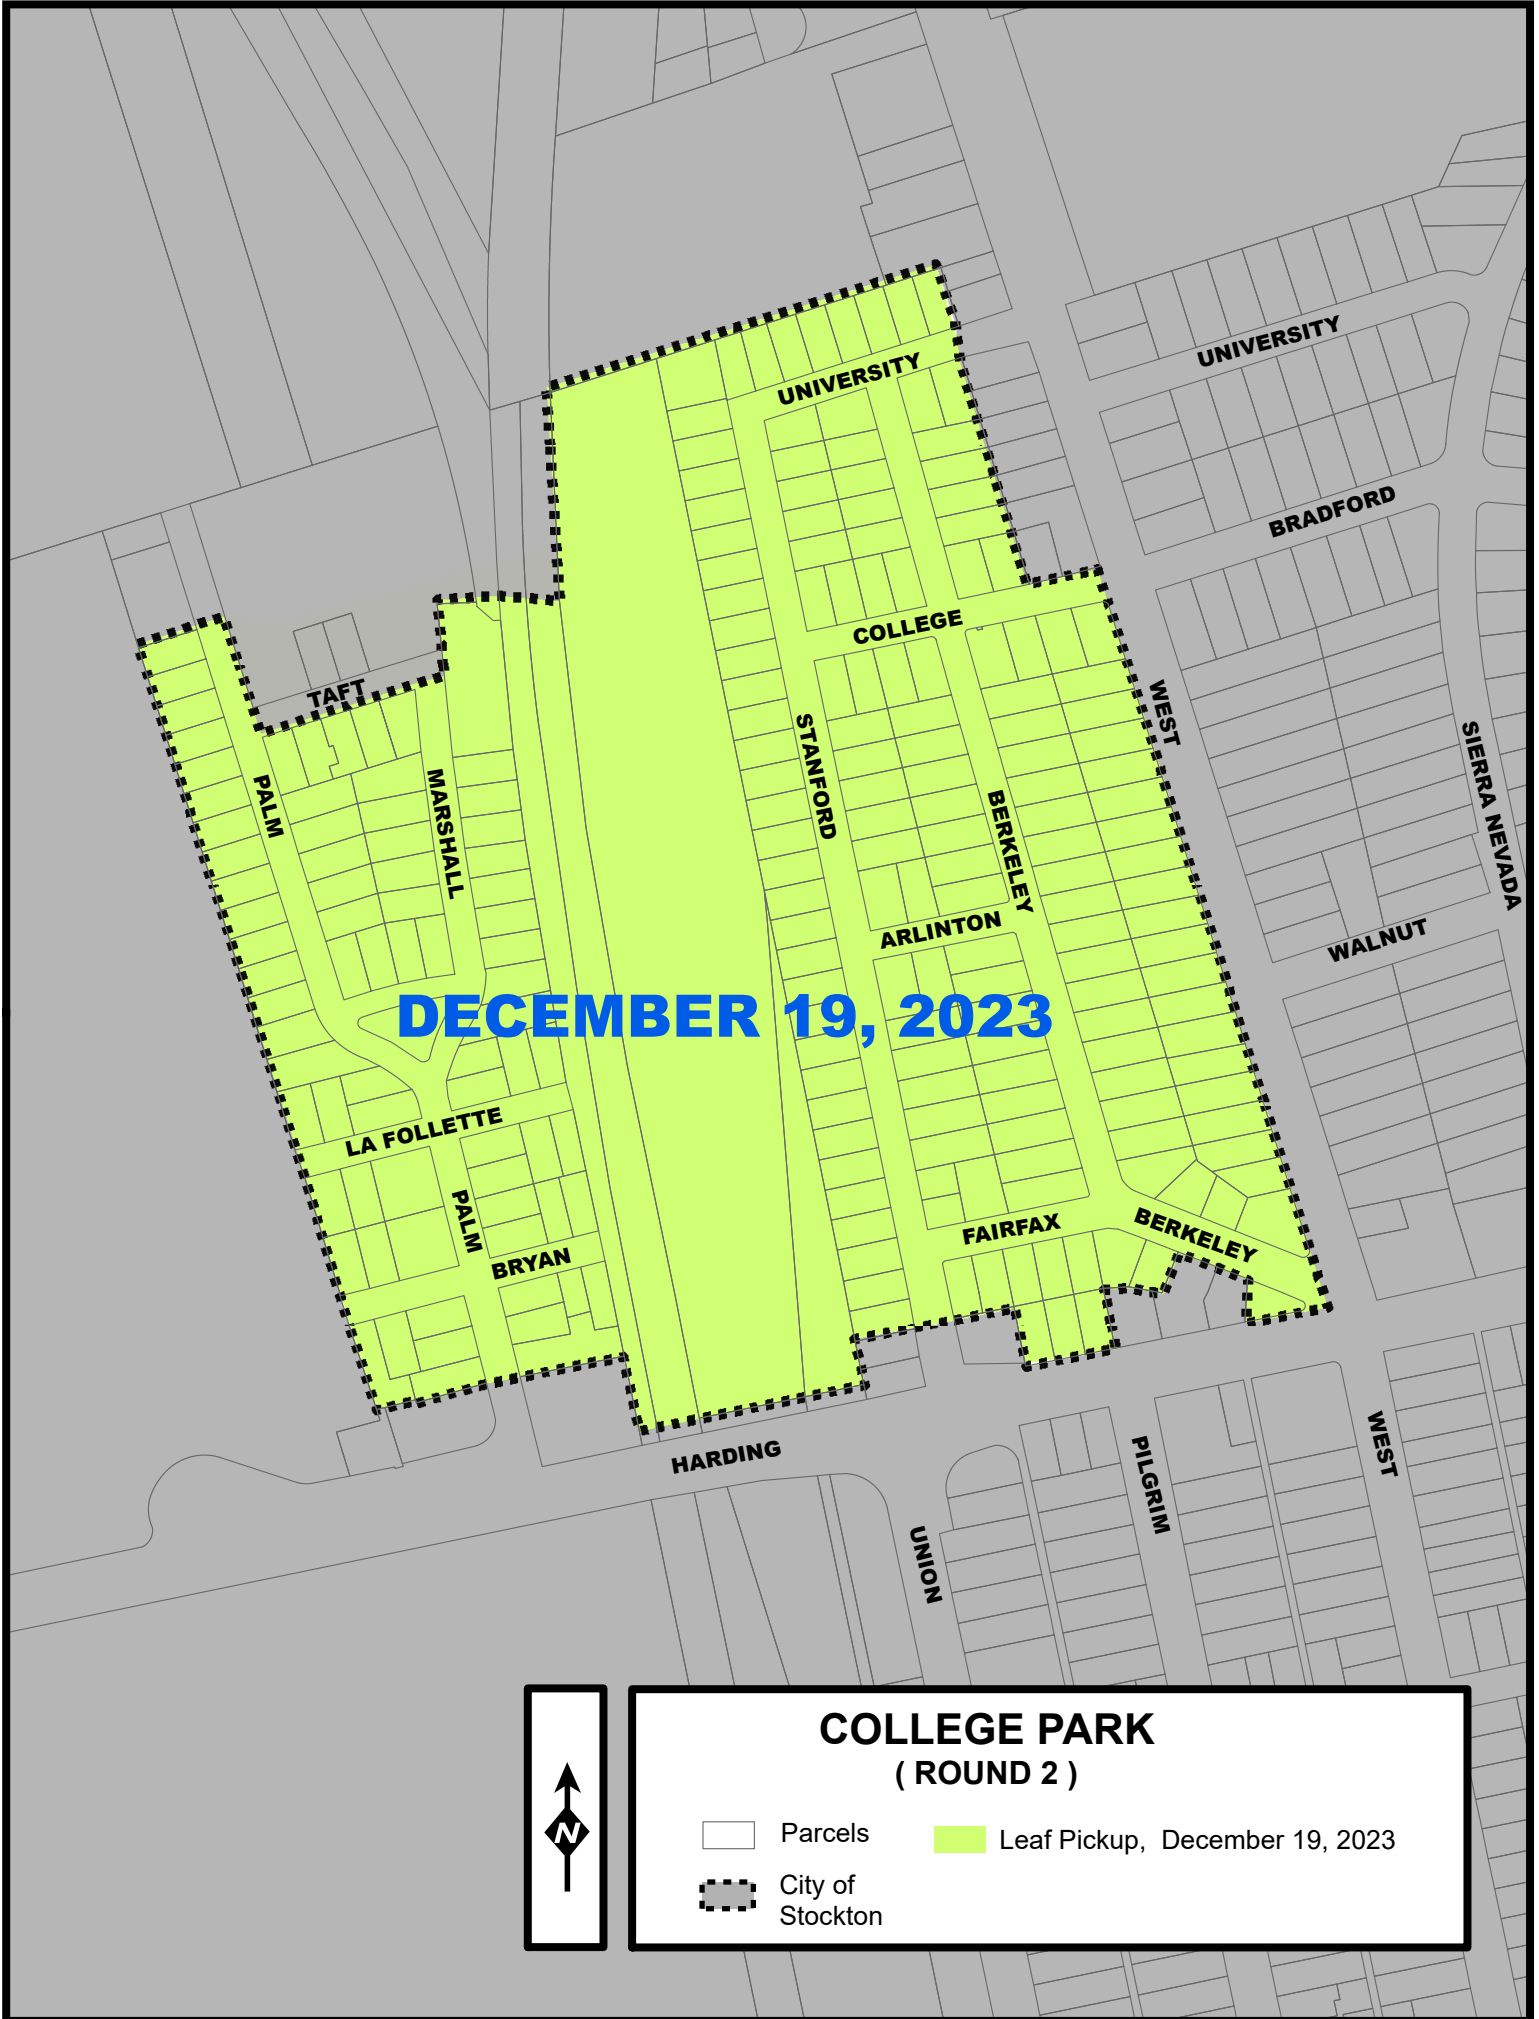 UNIVERSITY
UNIVERSITY
BRADFORD
COLLEGE
TAFT
WEST
STANFORD
SIERRA NEVADA
PALM
MARSHALL
BERKELEY
ARLINTON
WALNUT
DECEMBER 19, 2023
LA FOLLETTE
PALM
FAIRFAX
BERKELEY
BRYAN
HARDING
WEST
PILGRIM
UNION
COLLEGE PARK
( ROUND 2 )
Parcels
Leaf Pickup, December 19, 2023
City of
Stockton
N